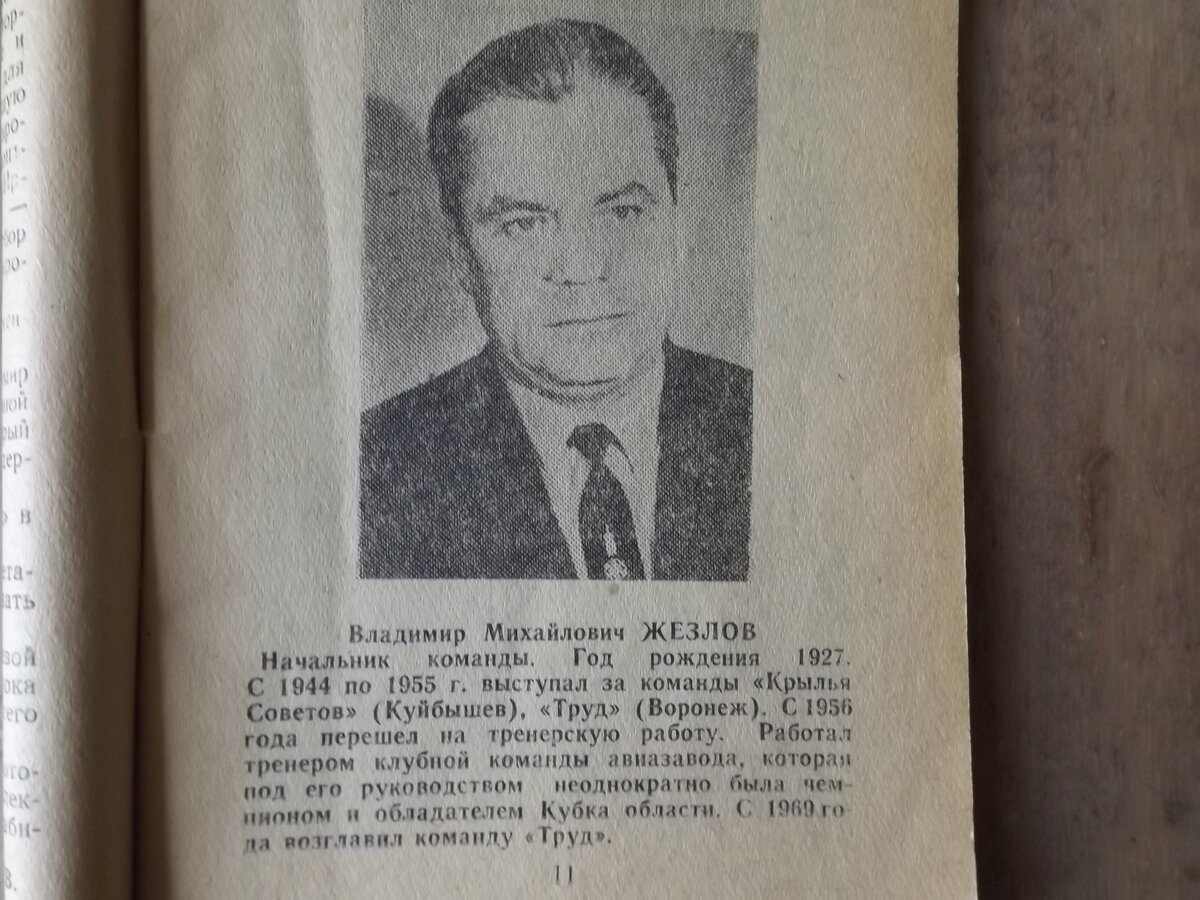 и
для
Владимир Михайлович ЖЕЗЛОВ
Начальник команды. Год рождения 1927.
С 1944 по 1955 г. выступал за команды «Крылья
Советов» (Куйбышев), «Труд» (Воронеж). С 1956
года перешел на тренерскую работу. Работал
тренером клубной команды авиазавода, которая
под его руководством неоднократно была чем-
пионом и обладателем Кубка области. С 1969 го-
да возглавил команду «Труд».
11